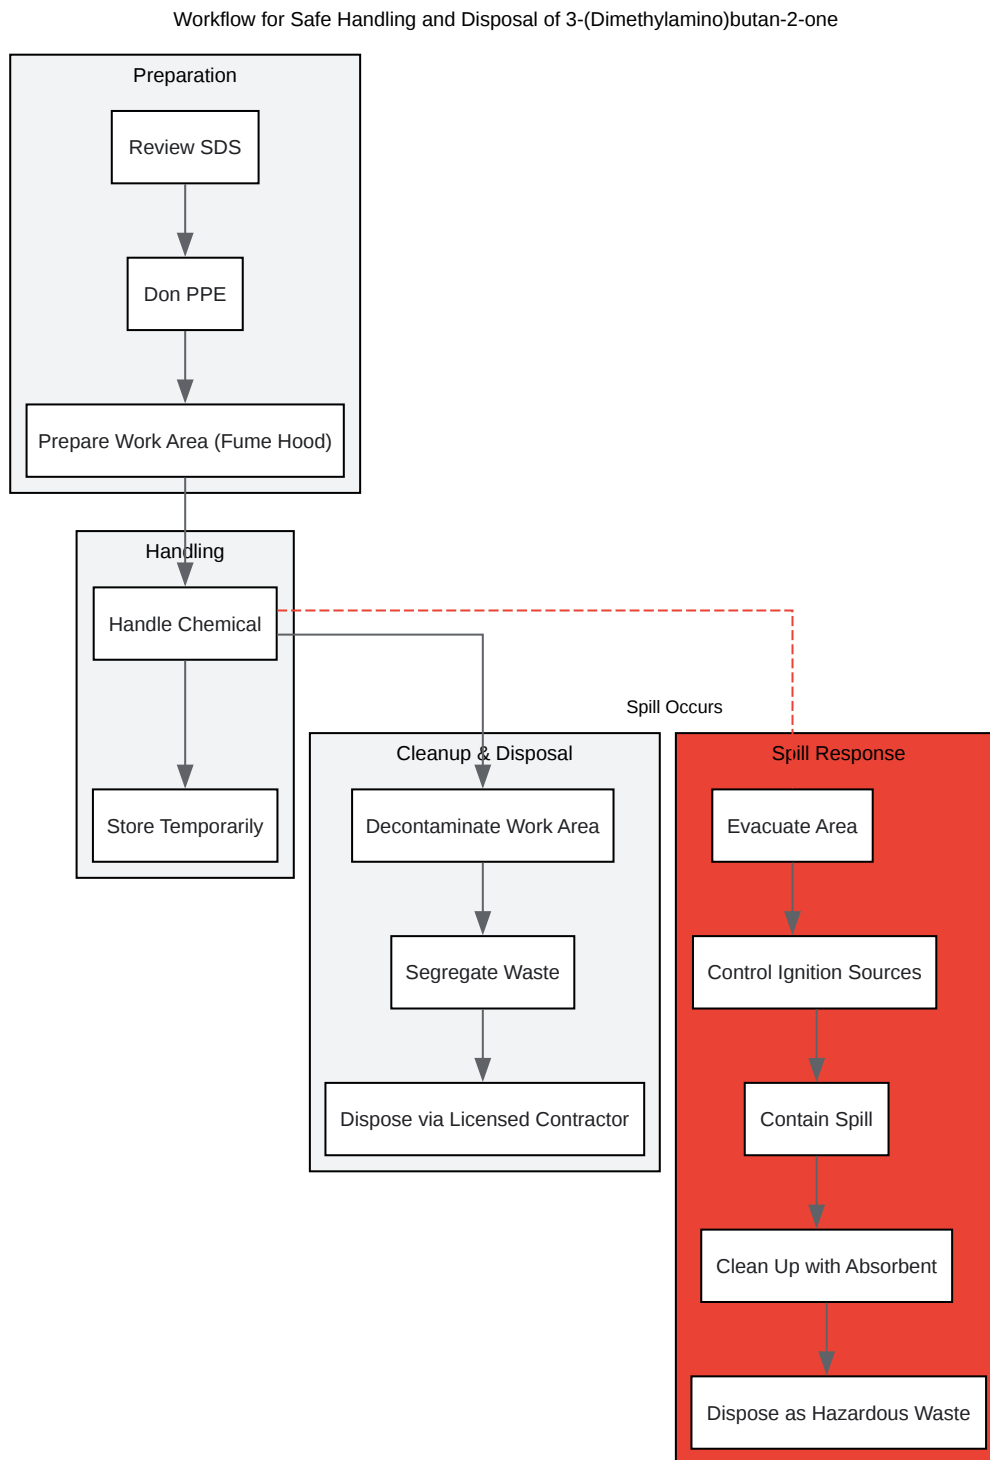 Workflow for Safe Handling and Disposal of 3-(Dimethylamino)butan-2-one
Preparation
Review SDS
Don PPE
Prepare Work Area (Fume Hood)
Handling
Handle Chemical
Store Temporarily
Spill Occurs
Cleanup & Disposal
Decontaminate Work Area
Segregate Waste
Dispose via Licensed Contractor
Spill Response
Evacuate Area
Control Ignition Sources
Contain Spill
Clean Up with Absorbent
Dispose as Hazardous Waste